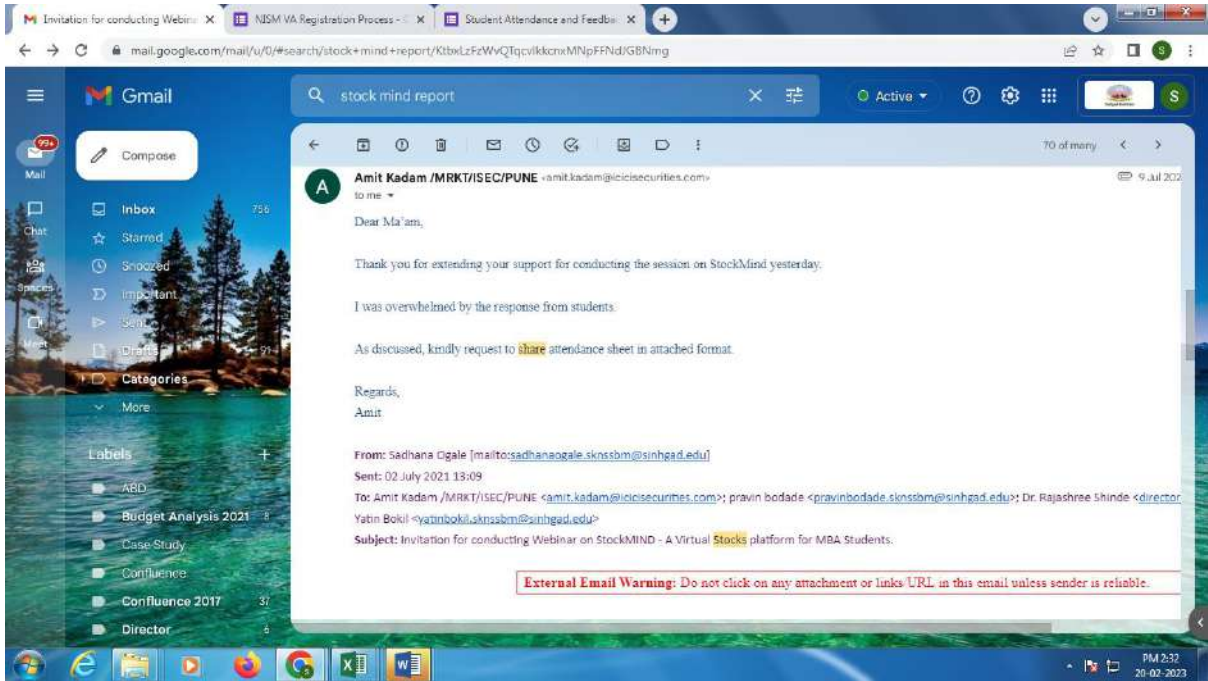 Invitation for conducting Webin
NISM VA Registration Process -
Student Attendance and Feedba
mail.google.com/mail/u/0/#search/stock+mind+report/
Gmail
stock mind report
Active
S
99+
Mail
Compose
70 of many
Chat
Spaces
Meet
Inbox 756
Starred
Snoozed
Important
Sent
Drafts 91
Categories
More
Labels
ABD
Budget Analysis 2021 8
Case Study
Confluence
Confluence 2017 37
Director 6
A
Amit Kadam /MRKT/ISEC/PUNE <amit.kadam@icicisecurities.com>
9 Jul 202
to me
Dear Ma'am,
Thank you for extending your support for conducting the session on StockMind yesterday.
I was overwhelmed by the response from students.
As discussed, kindly request to share attendance sheet in attached format.
Regards,
Amit
From: Sadhana Ogale [mailto:sadhanaogale.sknssbm@sinhgad.edu]
Sent: 02 July 2021 13:09
To: Amit Kadam /MRKT/ISEC/PUNE <amit.kadam@icicisecurities.com>; pravin bodade <pravinbodade.sknssbm@sinhgad.edu>; Dr. Rajashree Shinde <director
Yatin Bokil <yatinbokil.sknssbm@sinhgad.edu>
Subject: Invitation for conducting Webinar on StockMIND - A Virtual Stocks platform for MBA Students.
External Email Warning: Do not click on any attachment or links/URL in this email unless sender is reliable.
PM 2:32
20-02-2023